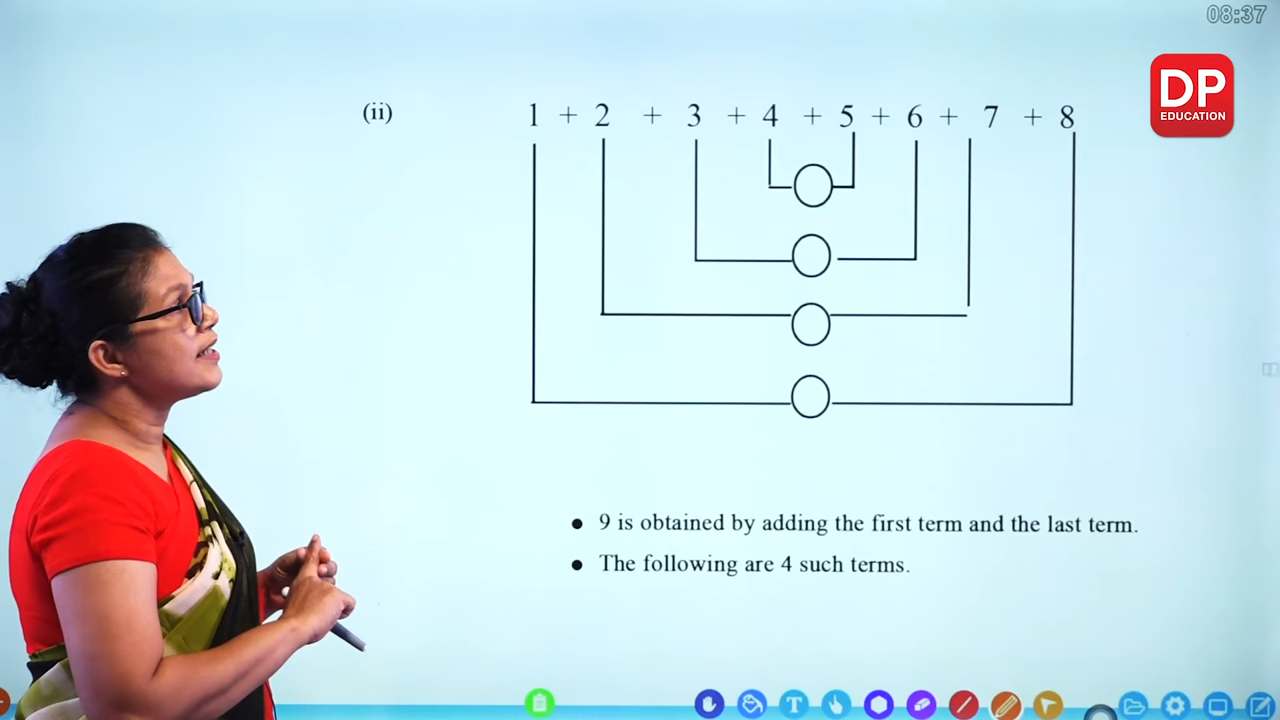 08:37
DP
EDUCATION
(ii) 1 + 2 + 3 + 4 + 5 + 6 + 7 + 8
● 9 is obtained by adding the first term and the last term.
● The following are 4 such terms.
T